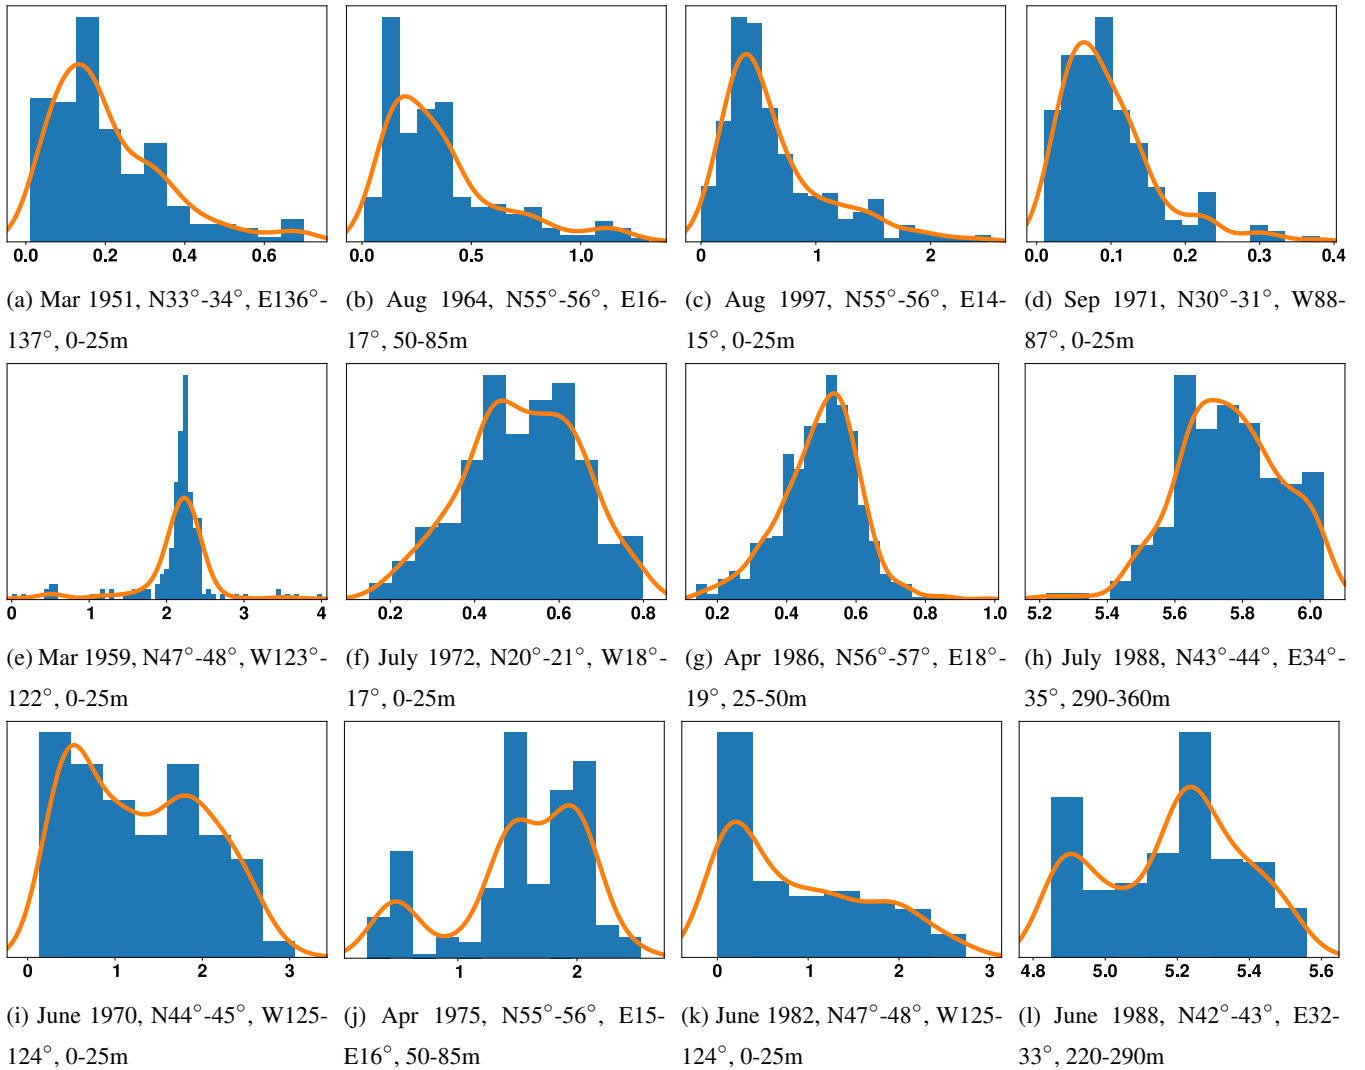 0.0 0.2 0.4 0.6
0.0 0.5 1.0
0 1 2
0.0 0.1 0.2 0.3 0.4
(a) Mar 1951, N33°-34°, E136°-
137°, 0-25m
(b) Aug 1964, N55°-56°, E16-
17°, 50-85m
(c) Aug 1997, N55°-56°, E14-
15°, 0-25m
(d) Sep 1971, N30°-31°, W88-
87°, 0-25m
0 1 2 3 4
0.2 0.4 0.6 0.8
0.2 0.4 0.6 0.8 1.0
5.2 5.4 5.6 5.8 6.0
(e) Mar 1959, N47°-48°, W123°-
122°, 0-25m
(f) July 1972, N20°-21°, W18°-
17°, 0-25m
(g) Apr 1986, N56°-57°, E18°-
19°, 25-50m
(h) July 1988, N43°-44°, E34°-
35°, 290-360m
0 1 2 3
1 2
0 1 2 3
4.8 5.0 5.2 5.4 5.6
(i) June 1970, N44°-45°, W125-
124°, 0-25m
(j) Apr 1975, N55°-56°, E15-
E16°, 50-85m
(k) June 1982, N47°-48°, W125-
124°, 0-25m
(l) June 1988, N42°-43°, E32-
33°, 220-290m